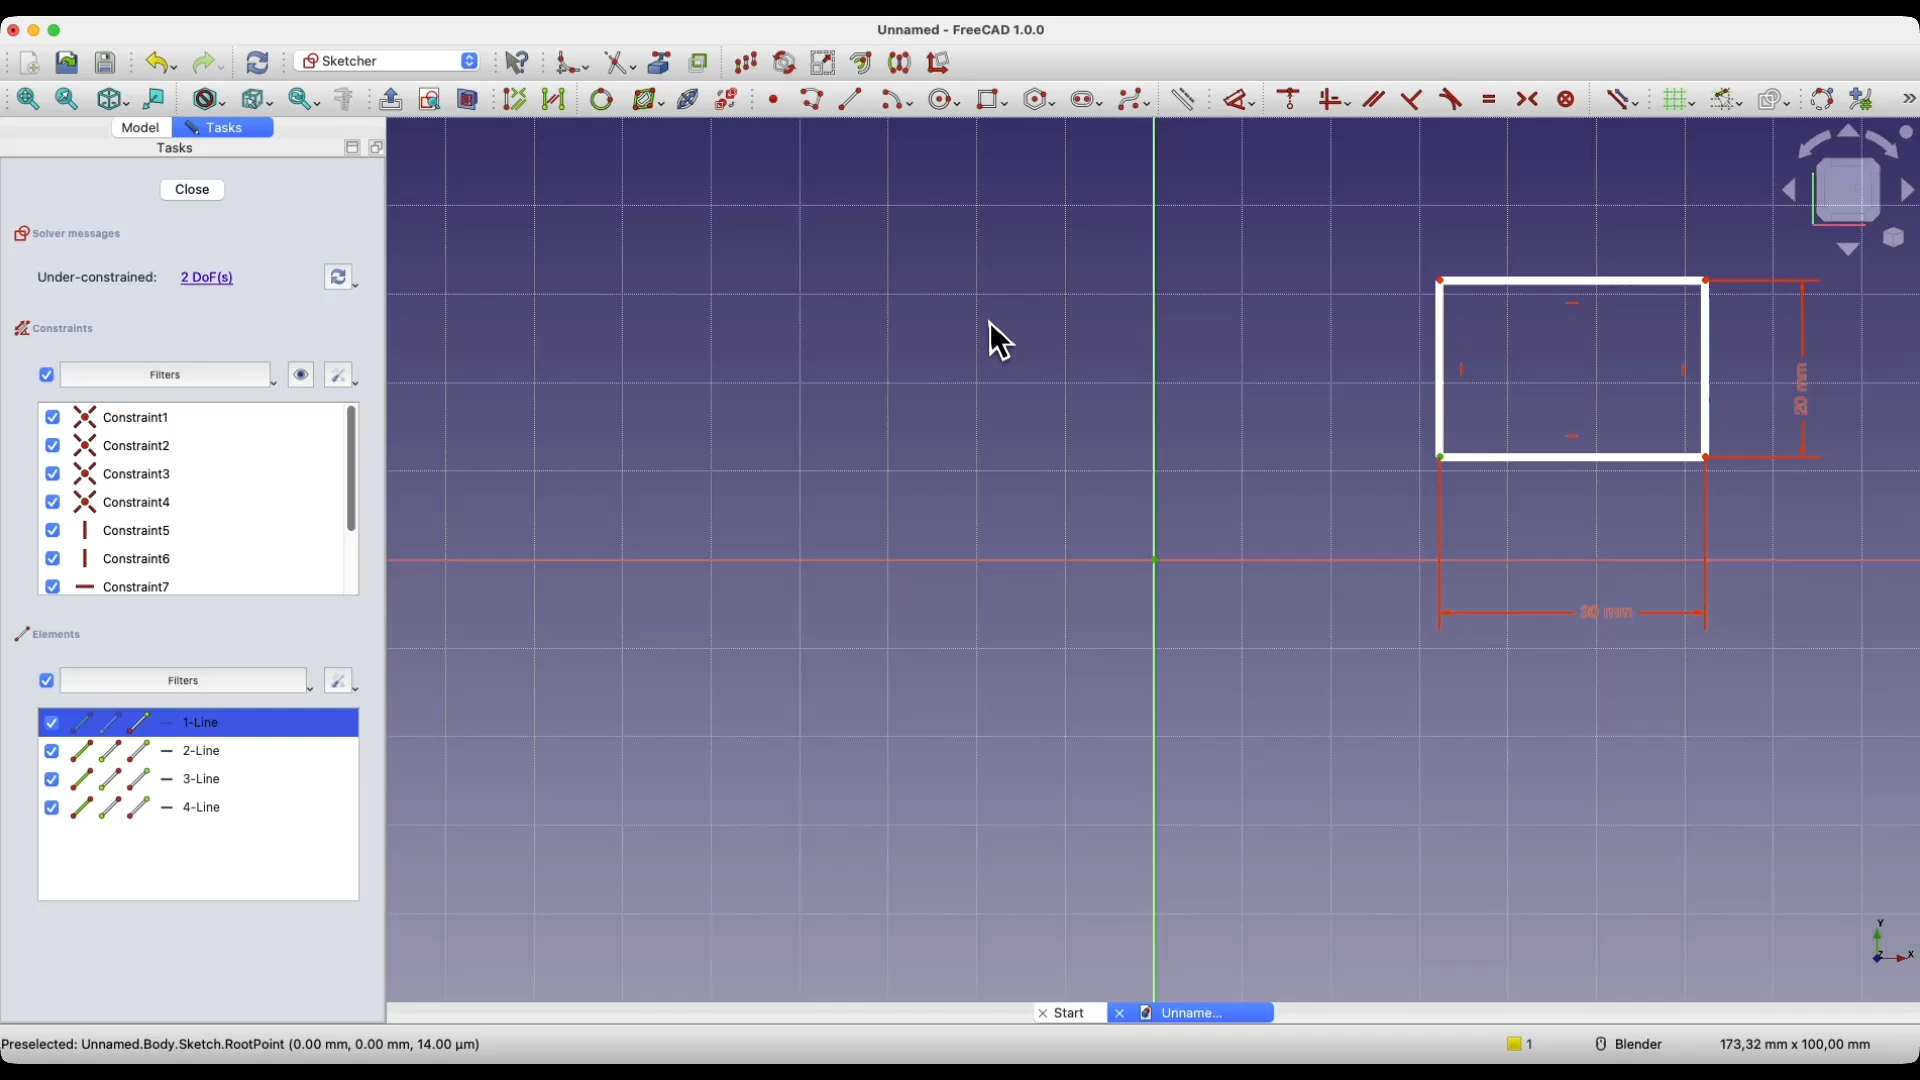 Unnamed - FreeCAD 1.0.0
Sketcher
Model
Tasks
Tasks
Close
Solver messages
Under-constrained:
2 DoF(s)
Constraints
Filters
Constraint1
Constraint2
Constraint3
Constraint4
Constraint5
Constraint6
Constraint7
Elements
Filters
1-Line
2-Line
3-Line
4-Line
20 mm
30 mm
Y
Z
X
Start
Unname...
Preselected: Unnamed.Body.Sketch.RootPoint (0.00 mm, 0.00 mm, 14.00 µm)
1
Blender
173,32 mm x 100,00 mm